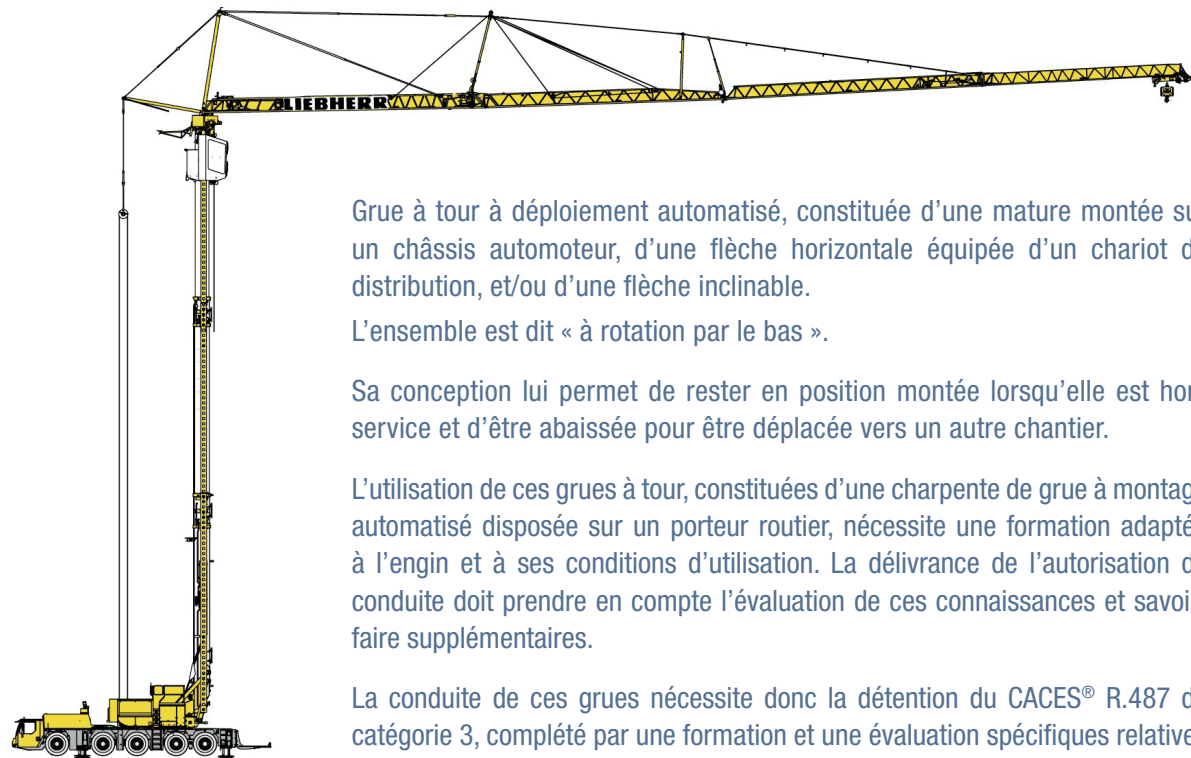 LIEBHERR
Grue à tour à déploiement automatisé, constituée d’une mature montée su
un châssis automoteur, d’une flèche horizontale équipée d’un chariot d
distribution, et/ou d’une flèche inclinable.
L’ensemble est dit « à rotation par le bas ».
Sa conception lui permet de rester en position montée lorsqu’elle est hor
service et d’être abaissée pour être déplacée vers un autre chantier.
L’utilisation de ces grues à tour, constituées d’une charpente de grue à montag
automatisé disposée sur un porteur routier, nécessite une formation adapté
à l’engin et à ses conditions d’utilisation. La délivrance de l’autorisation d
conduite doit prendre en compte l’évaluation de ces connaissances et savoi
faire supplémentaires.
La conduite de ces grues nécessite donc la détention du CACES® R.487 d
catégorie 3, complété par une formation et une évaluation spécifiques relative